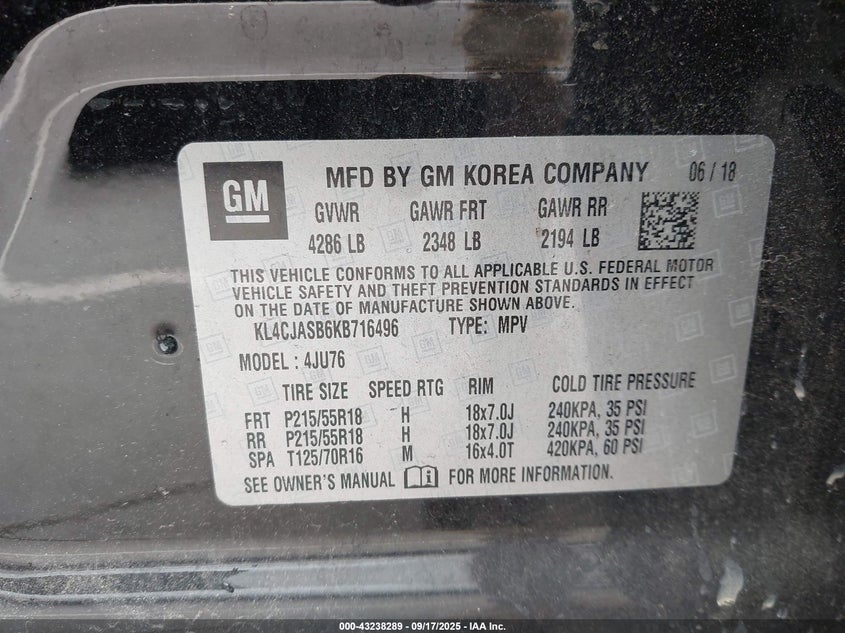 GM
MFD BY GM KOREA COMPANY 06 / 18
GVWR GAWR FRT GAWR RR
4286 LB 2348 LB 2194 LB
THIS VEHICLE CONFORMS TO ALL APPLICABLE U.S. FEDERAL MOTOR
VEHICLE SAFETY AND THEFT PREVENTION STANDARDS IN EFFECT
ON THE DATE OF MANUFACTURE SHOWN ABOVE.
KL4CJASB6KB716496 TYPE: MPV
MODEL : 4JU76
TIRE SIZE SPEED RTG RIM COLD TIRE PRESSURE
FRT P215/55R18 H 18x7.0J 240KPA, 35 PSI
RR P215/55R18 H 18x7.0J 240KPA, 35 PSI
SPA T125/70R16 M 16x4.0T 420KPA, 60 PSI
SEE OWNER'S MANUAL FOR MORE INFORMATION.
000-43238289 - 09/17/2025 - IAA Inc.